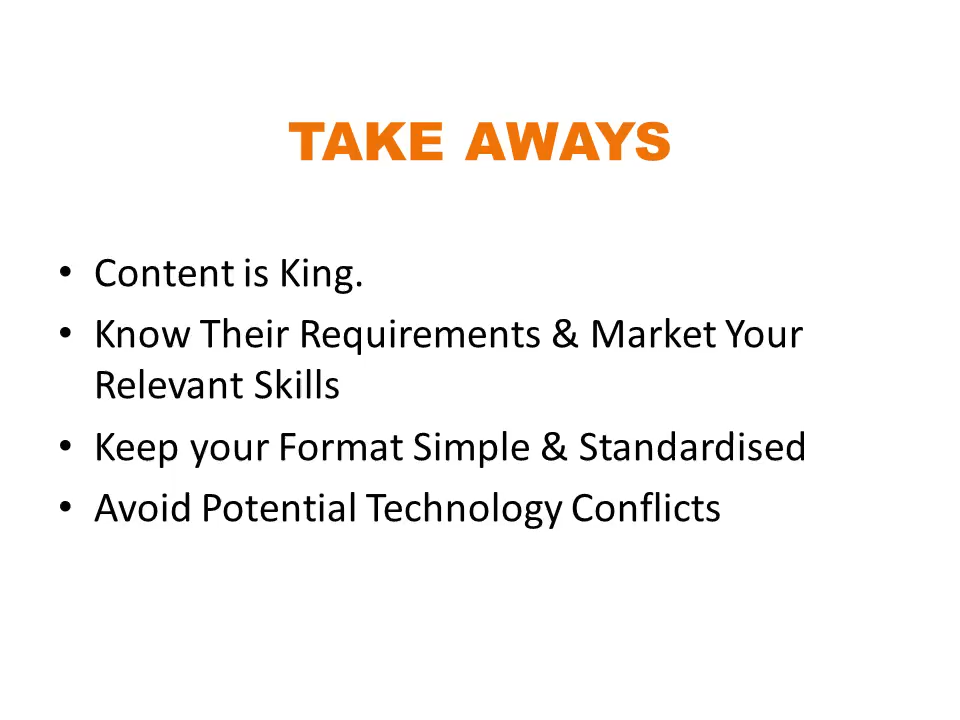 TAKE AWAYS
• Content is King.
• Know Their Requirements & Market Your
Relevant Skills
• Keep your Format Simple & Standardised
• Avoid Potential Technology Conflicts